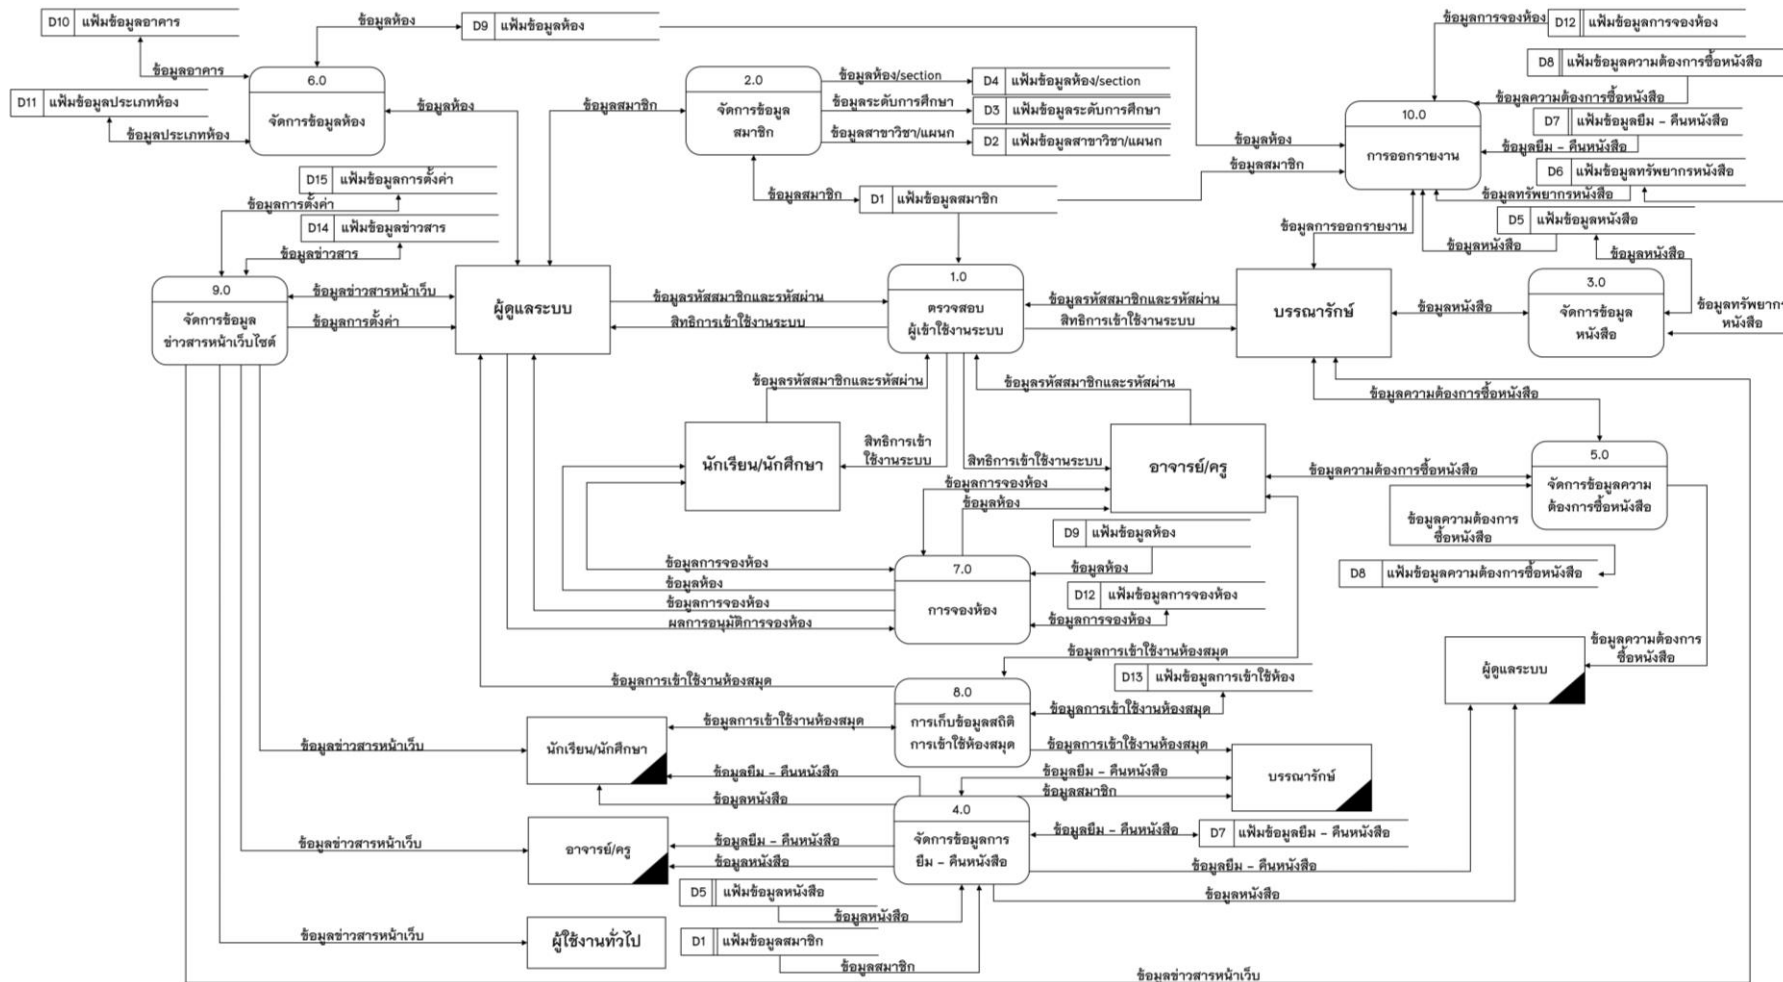 D10 แฟ้มข้อมูลอาคาร
ข้อมูลห้อง
D9 แฟ้มข้อมูลห้อง
ข้อมูลการจองห้อง
D12 แฟ้มข้อมูลการจองห้อง
D8 แฟ้มข้อมูลความต้องการซื้อหนังสือ
ข้อมูลอาคาร
6.0
จัดการข้อมูลห้อง
D11 แฟ้มข้อมูลประเภทห้อง
ข้อมูลประเภทห้อง
ข้อมูลห้อง
ข้อมูลสมาชิก
2.0
จัดการข้อมูล
สมาชิก
ข้อมูลห้อง/section
D4 แฟ้มข้อมูลห้อง/section
ข้อมูลระดับการศึกษา
D3 แฟ้มข้อมูลระดับการศึกษา
ข้อมูลสาขาวิชา/แผนก
D2 แฟ้มข้อมูลสาขาวิชา/แผนก
ข้อมูลความต้องการซื้อหนังสือ
10.0
การออกรายงาน
D7 แฟ้มข้อมูลยืม - คืนหนังสือ
ข้อมูลยืม - คืนหนังสือ
ข้อมูลห้อง
ข้อมูลสมาชิก
D6 แฟ้มข้อมูลทรัพยากรหนังสือ
ข้อมูลทรัพยากรหนังสือ
D15 แฟ้มข้อมูลการตั้งค่า
ข้อมูลการตั้งค่า
ข้อมูลสมาชิก
D1 แฟ้มข้อมูลสมาชิก
D14 แฟ้มข้อมูลข่าวสาร
ข้อมูลข่าวสาร
ข้อมูลการออกรายงาน
D5 แฟ้มข้อมูลหนังสือ
ข้อมูลหนังสือ
ข้อมูลหนังสือ
9.0
จัดการข้อมูล
ข่าวสารหน้าเว็บไซต์
ข้อมูลข่าวสารหน้าเว็บ
ข้อมูลการตั้งค่า
ผู้ดูแลระบบ
ข้อมูลรหัสสมาชิกและรหัสผ่าน
สิทธิการเข้าใช้งานระบบ
1.0
ตรวจสอบ
ผู้เข้าใช้งานระบบ
ข้อมูลรหัสสมาชิกและรหัสผ่าน
สิทธิการเข้าใช้งานระบบ
บรรณารักษ์
ข้อมูลหนังสือ
3.0
จัดการข้อมูล
หนังสือ
ข้อมูลทรัพยากร
หนังสือ
ข้อมูลรหัสสมาชิกและรหัสผ่าน
ข้อมูลรหัสสมาชิกและรหัสผ่าน
ข้อมูลความต้องการซื้อหนังสือ
นักเรียน/นักศึกษา
สิทธิการเข้า
ใช้งานระบบ
สิทธิการเข้าใช้งานระบบ
อาจารย์/ครู
ข้อมูลความต้องการซื้อหนังสือ
5.0
จัดการข้อมูลความ
ต้องการซื้อหนังสือ
ข้อมูลการจองห้อง
ข้อมูลห้อง
ข้อมูลความต้องการ
ซื้อหนังสือ
D9 แฟ้มข้อมูลห้อง
ข้อมูลห้อง
D8 แฟ้มข้อมูลความต้องการซื้อหนังสือ
ข้อมูลการจองห้อง
ข้อมูลห้อง
ข้อมูลการจองห้อง
ผลการอนุมัติการจองห้อง
7.0
การจองห้อง
D12 แฟ้มข้อมูลการจองห้อง
ข้อมูลการจองห้อง
ข้อมูลความต้องการ
ซื้อหนังสือ
ผู้ดูแลระบบ
ข้อมูลการเข้าใช้งานห้องสมุด
ข้อมูลการเข้าใช้งานห้องสมุด
8.0
การเก็บข้อมูลสถิติ
การเข้าใช้ห้องสมุด
D13 แฟ้มข้อมูลการเข้าใช้ห้อง
ข้อมูลการเข้าใช้งานห้องสมุด
ข้อมูลการเข้าใช้งานห้องสมุด
ข้อมูลข่าวสารหน้าเว็บ
นักเรียน/นักศึกษา
ข้อมูลการเข้าใช้งานห้องสมุด
ข้อมูลยืม - คืนหนังสือ
ข้อมูลหนังสือ
ข้อมูลยืม - คืนหนังสือ
ข้อมูลสมาชิก
บรรณารักษ์
4.0
จัดการข้อมูลการ
ยืม - คืนหนังสือ
ข้อมูลยืม - คืนหนังสือ
D7 แฟ้มข้อมูลยืม - คืนหนังสือ
ข้อมูลข่าวสารหน้าเว็บ
อาจารย์/ครู
ข้อมูลยืม - คืนหนังสือ
ข้อมูลหนังสือ
ข้อมูลยืม - คืนหนังสือ
ข้อมูลหนังสือ
D5 แฟ้มข้อมูลหนังสือ
ข้อมูลหนังสือ
ข้อมูลข่าวสารหน้าเว็บ
ผู้ใช้งานทั่วไป
D1 แฟ้มข้อมูลสมาชิก
ข้อมูลสมาชิก
ข้อมูลข่าวสารหน้าเว็บ